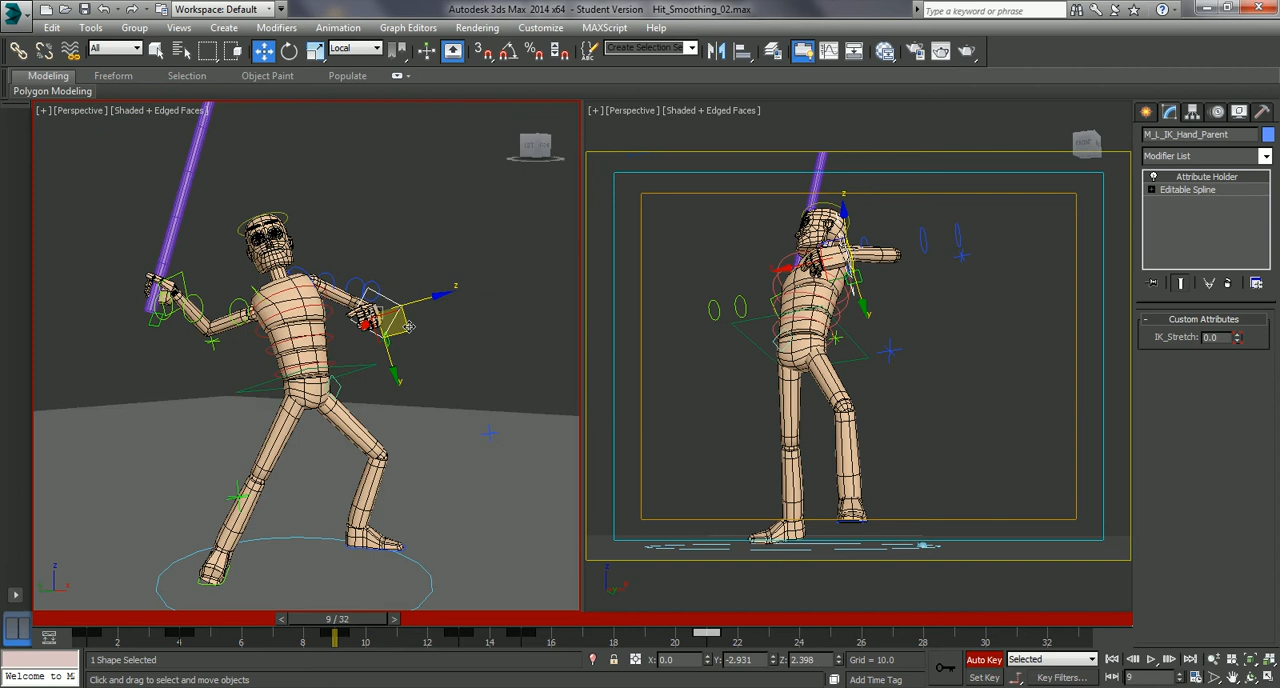 Workspace: Default
Autodesk 3ds Max 2014 x64 - Student Version Hit_Smoothing_02.max
Type a keyword or phrase
Edit Tools Group Views Create Modifiers Animation Graph Editors Rendering Customize MAXScript Help
All
Local
Create Selection Se
Modeling Freeform Selection Object Paint Populate
Polygon Modeling
[+] [Perspective] [Shaded + Edged Faces]
[+] [Perspective] [Shaded + Edged Faces]
M_L_IK_Hand_Parent
Modifier List
Attribute Holder
Editable Spline
Custom Attributes
IK_Stretch: 0.0
z
y
z
y
z
x
z
< 9 / 32 >
2 4 6 8 10 12 14 16 18 20 22 24 26 28 30 32
1 Shape Selected
X: 0.0 Y: -2.931 Z: 2.398 Grid = 10.0
Auto Key Selected
Welcome to M
Click and drag to select and move objects
Add Time Tag
Set Key Key Filters... 9